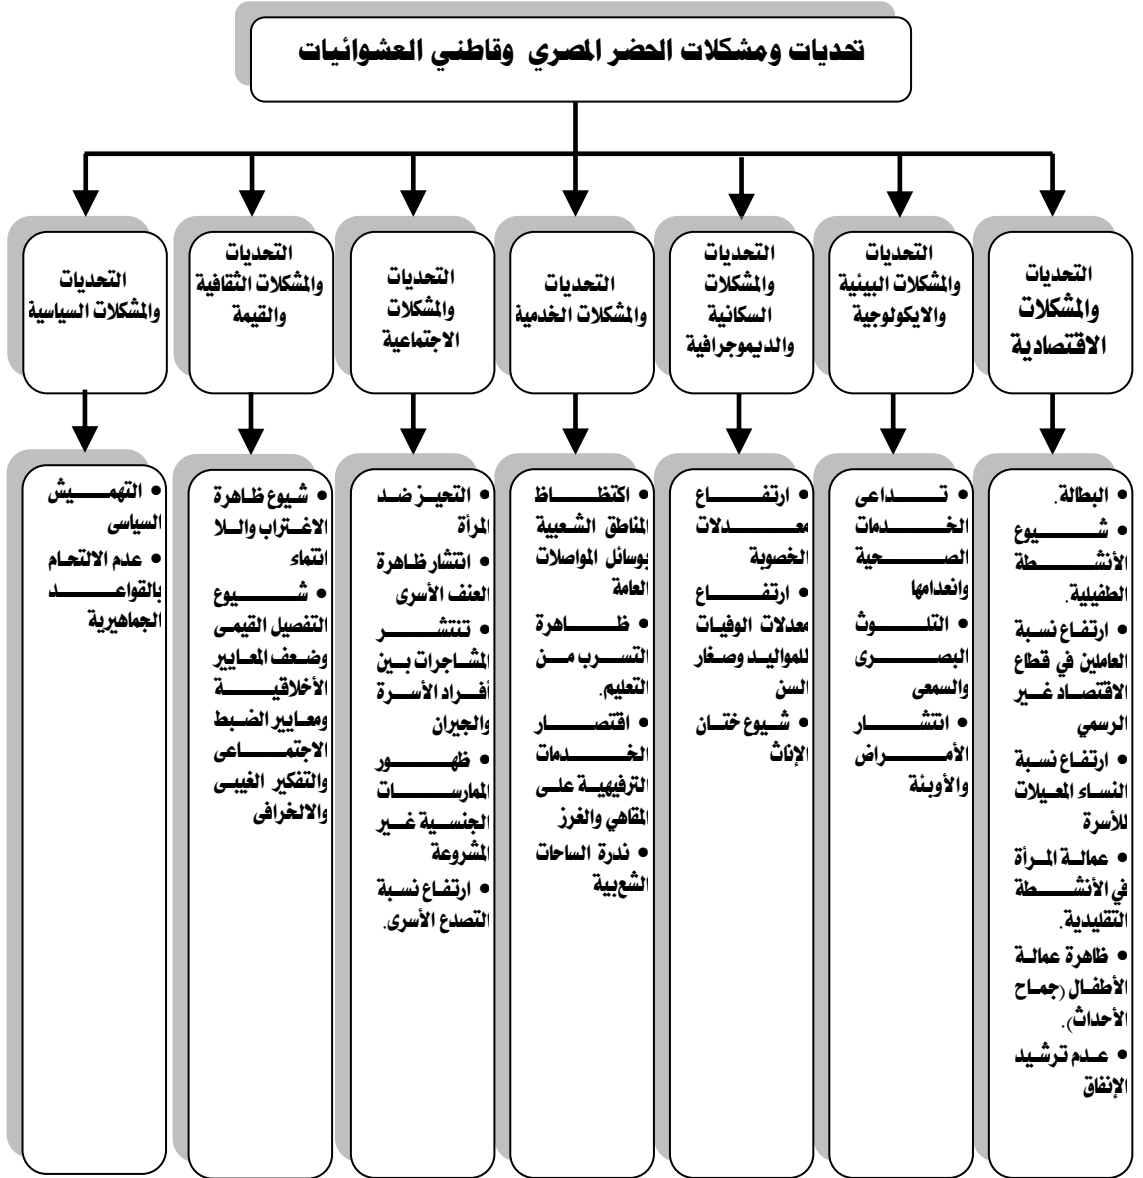 تحديات ومشكلات الحضر المصري وقاطني العشوائيات
التحديات
والمشكلات
الاقتصادية
التحديات
والمشكلات البيئية
والايكولوجية
التحديات
والمشكلات
السكانية
والديموجرافية
التحديات
والمشكلات الخدمية
التحديات
والمشكلات
الاجتماعية
التحديات
والمشكلات الثقافية
والقيمة
التحديات
والمشكلات السياسية
• البطالة.
• شيوع
الأنشطة
الطفيلية.
• ارتفاع نسبة
العاملين في قطاع
الاقتصاد غير
الرسمي
• ارتفاع نسبة
النساء المعيلات
للأسرة
• عمالة المرأة
في الأنشطة
التقليدية.
• ظاهرة عمالة
الأطفال (جماح
الأحداث).
• عدم ترشيد
الإنفاق
• تداعى
الخدمات
الصحية
وانعدامها
• التلوث
البصرى
والسمعى
• انتشار
الأمراض
والأوبئة
• ارتفاع
معدلات
الخصوبة
• ارتفاع
معدلات الوفيات
للمواليد وصغار
السن
• شيوع ختان
الإناث
• اكتظاظ
المناطق الشعبية
بوسائل المواصلات
العامة
• ظاهرة
التسرب من
التعليم.
• اقتصار
الخدمات
الترفيهية على
المقاهي والغرز
• ندرة الساحات
الشعبية
• التحيز ضد
المرأة
• انتشار ظاهرة
العنف الأسرى
• تنتشر
المشاجرات بين
أفراد الأسرة
والجيران
• ظهور
الممارسات
الجنسية غير
المشروعة
• ارتفاع نسبة
التصدع الأسرى.
• شيوع ظاهرة
الاغتراب واللا
انتماء
• شيوع
التفصيل القيمى
وضعف المعايير
الأخلاقية
ومعايير الضبط
الاجتماعى
والتفكير الغيبى
والالخرافى
• التهميش
السياسى
• عدم الالتحام
بالقواعد
الجماهيرية